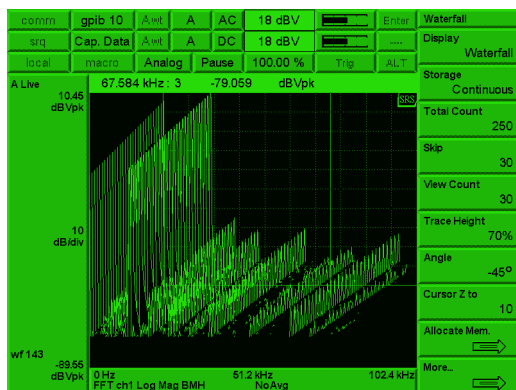 comm gpib 10 A wt A AC 18 dBV Enter Waterfall
srq Cap. Data A wt A DC 18 dBV ---- Display
Waterfall
local macro Analog Pause 100.00 % Trig ALT
A Live 67.584 kHz : 3 -79.059 dBVpk Storage
Continuous
10.45
dBVpk
SRS
Total Count
250
Skip
30
View Count
30
10
dB/div
Trace Height
70%
Angle
-45°
Cursor Z to
10
Allocate Mem.
wf 143
-89.55
dBVpk
0 Hz 51.2 kHz 102.4 kHz
FFT ch1 Log Mag BMH NoAvg
More...